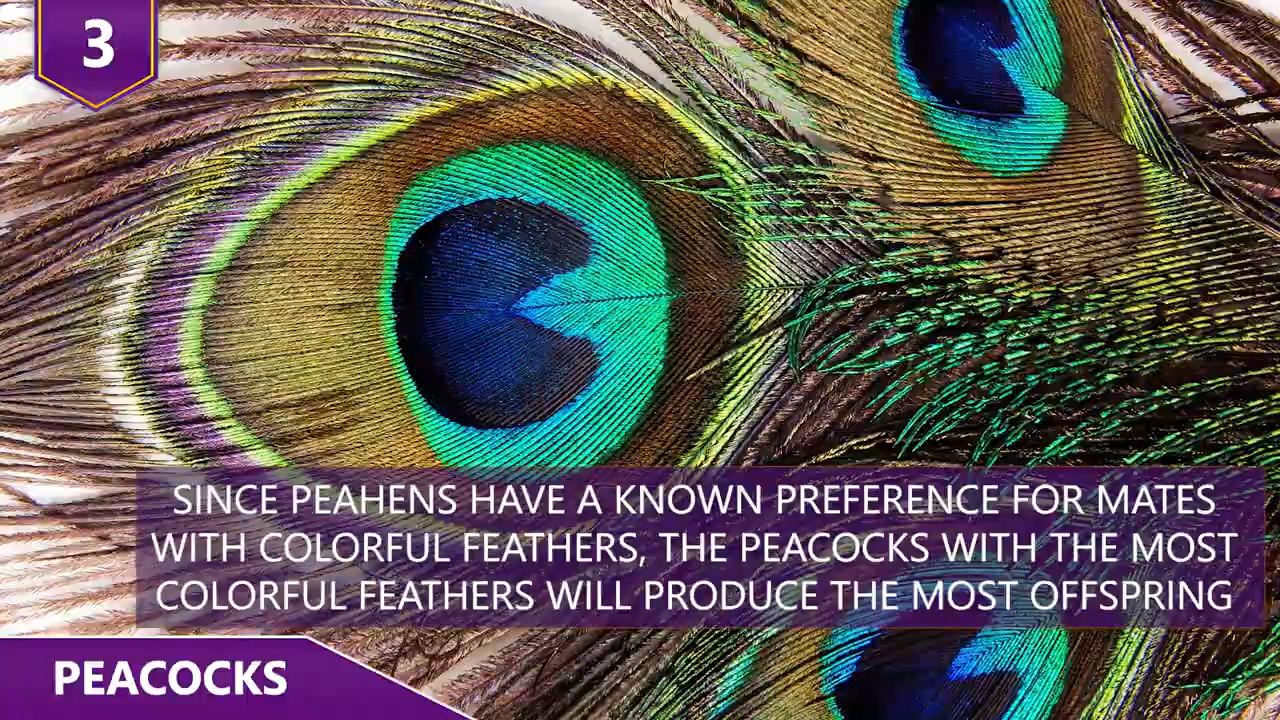 3
SINCE PEAHENS HAVE A KNOWN PREFERENCE FOR MATES
WITH COLORFUL FEATHERS, THE PEACOCKS WITH THE MOST
COLORFUL FEATHERS WILL PRODUCE THE MOST OFFSPRING
PEACOCKS